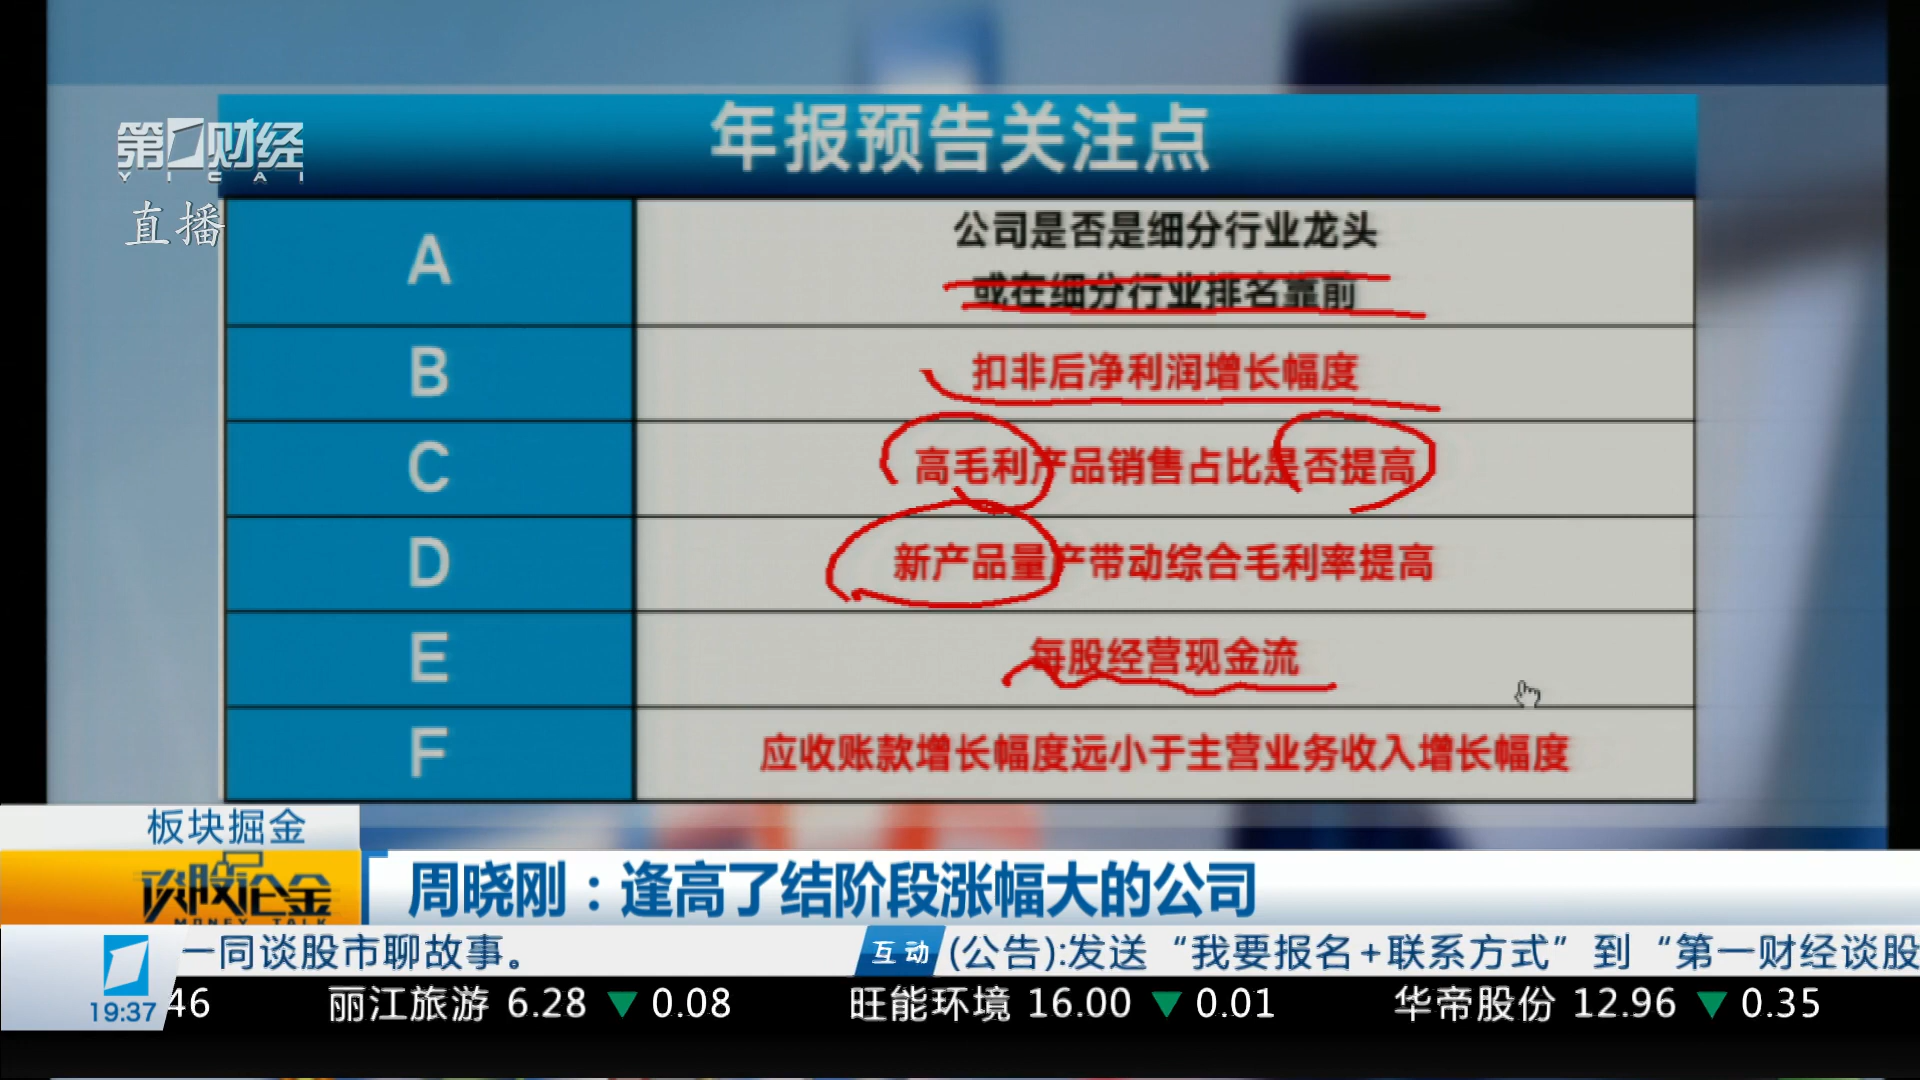 年报预告关注点
第1财经
YICAI
直播
A
公司是否是细分行业龙头
或在细分行业排名靠前
B
扣非后净利润增长幅度
C
高毛利产品销售占比是否提高
D
新产品量产带动综合毛利率提高
E
每股经营现金流
F
应收账款增长幅度远小于主营业务收入增长幅度
板块掘金
谈股论金
MONEY TALK
周晓刚：逢高了结阶段涨幅大的公司
一同谈股市聊故事。
互动 (公告):发送“我要报名+联系方式”到“第一财经谈股
19:37
46 丽江旅游 6.28 ▼ 0.08 旺能环境 16.00 ▼ 0.01 华帝股份 12.96 ▼ 0.35